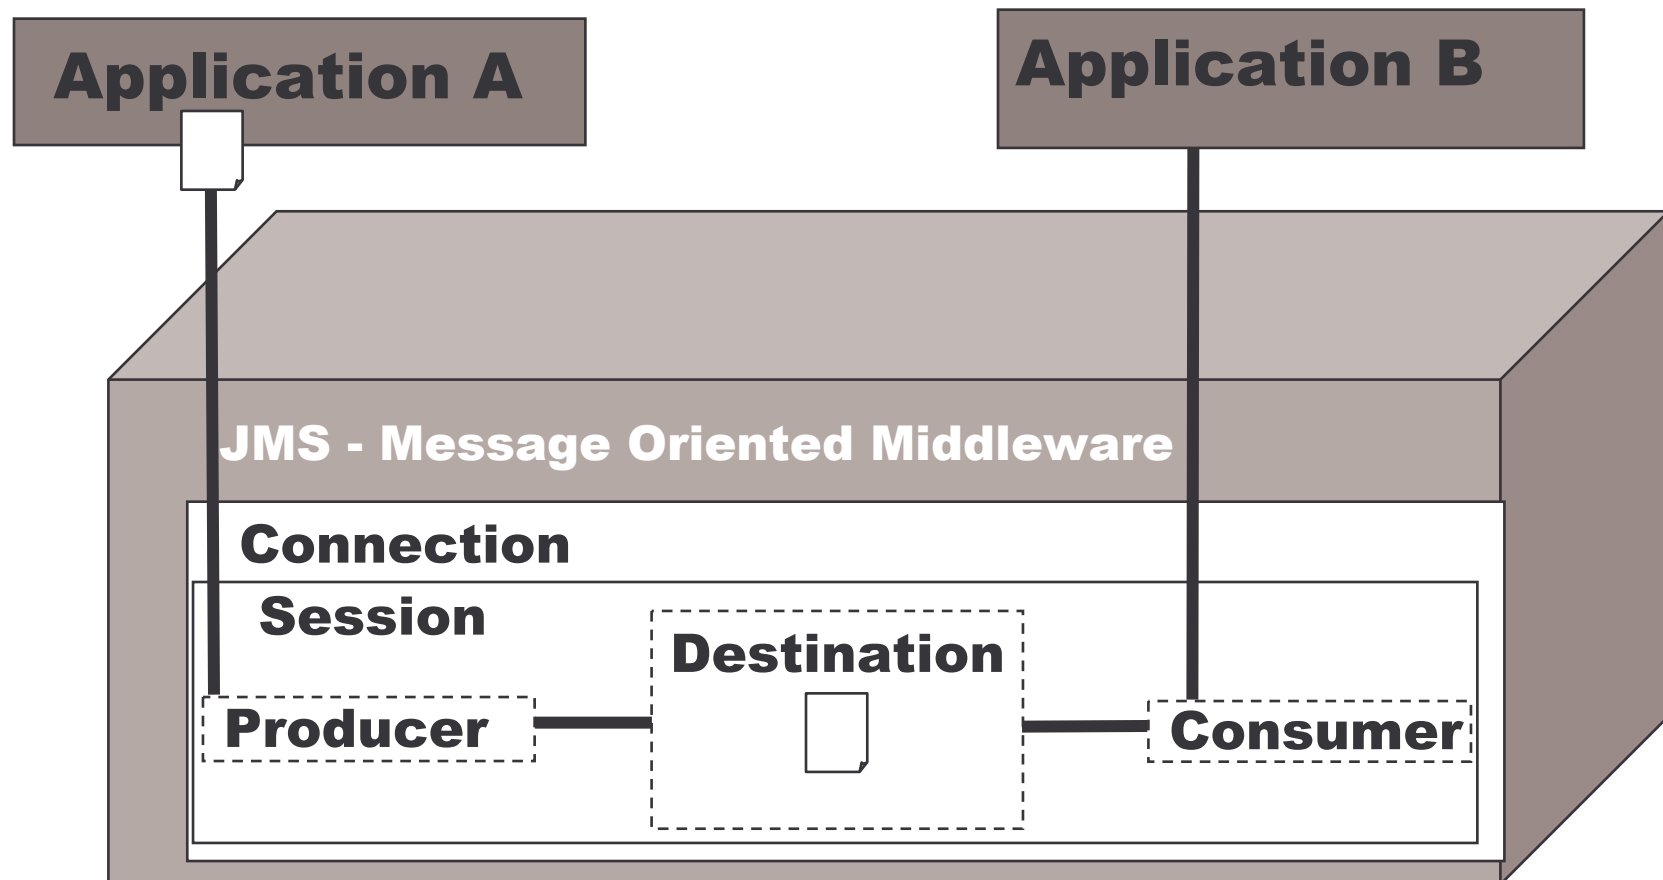 Application A
Application B
JMS - Message Oriented Middleware
Connection
Session
Destination
Producer
Consumer